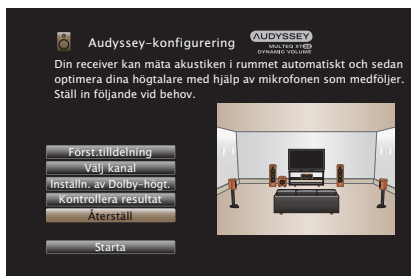 Audyssey-konfigurering
AUDYSSEY
MULTEQ XT32
DYNAMIC VOLUME
Din receiver kan mäta akustiken i rummet automatiskt och sedan
optimera dina högtalare med hjälp av mikrofonen som medföljer.
Ställ in följande vid behov.
Först.tilldelning
Välj kanal
Inställn. av Dolby-högt.
Kontrollera resultat
Återställ
Starta